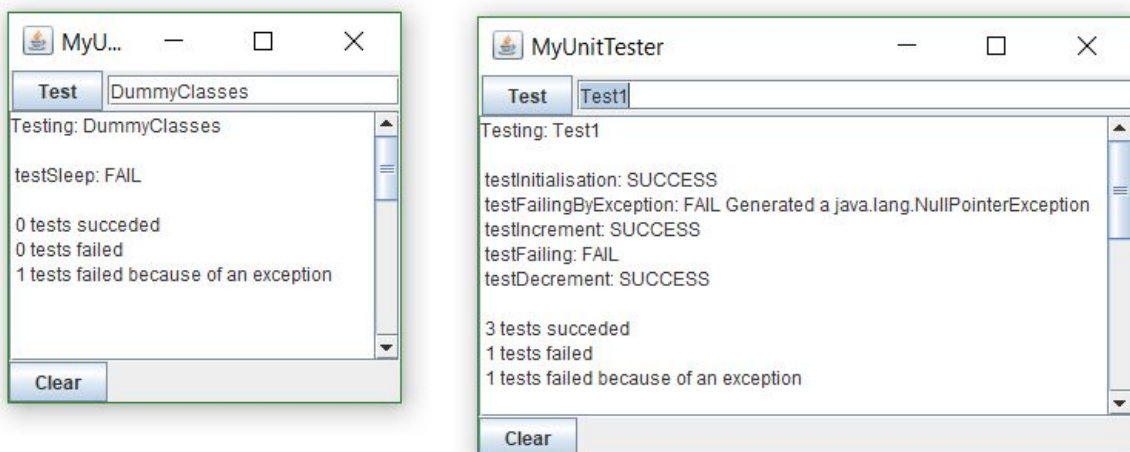 MyU...
Test DummyClasses
Testing: DummyClasses
testSleep: FAIL
0 tests succeded
0 tests failed
1 tests failed because of an exception
Clear
MyUnitTester
Test Test1
Testing: Test1
testInitialisation: SUCCESS
testFailingByException: FAIL Generated a java.lang.NullPointerException
testIncrement: SUCCESS
testFailing: FAIL
testDecrement: SUCCESS
3 tests succeded
1 tests failed
1 tests failed because of an exception
Clear